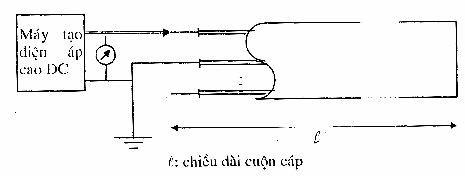 Máy tạo
điện áp
cao DC
ℓ
ℓ: chiều dài cuộn cáp